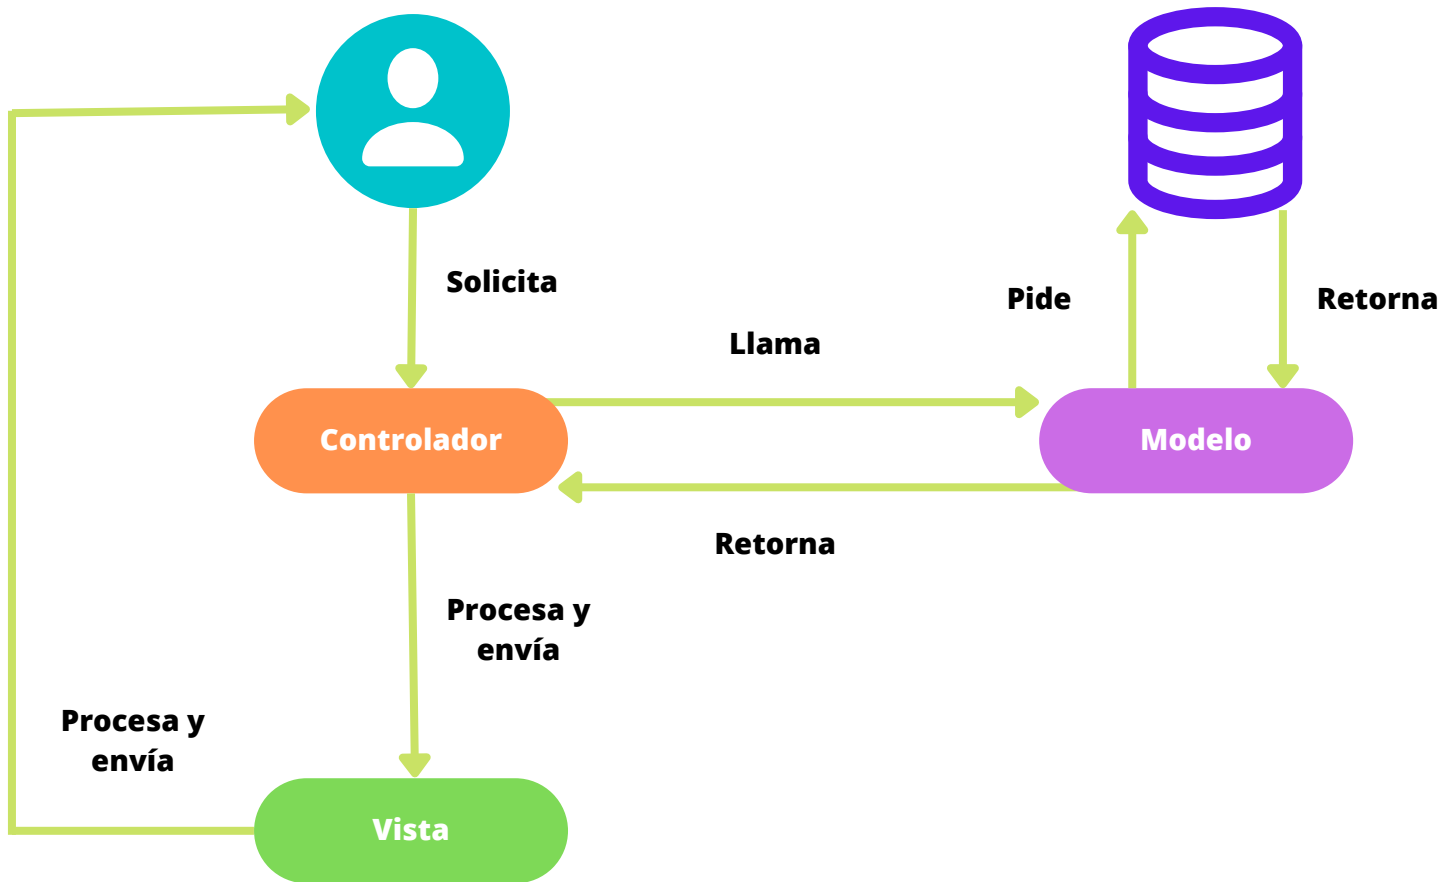 Solicita
Pide
Retorna
Llama
Controlador
Modelo
Retorna
Procesa y
envía
Procesa y
envía
Vista